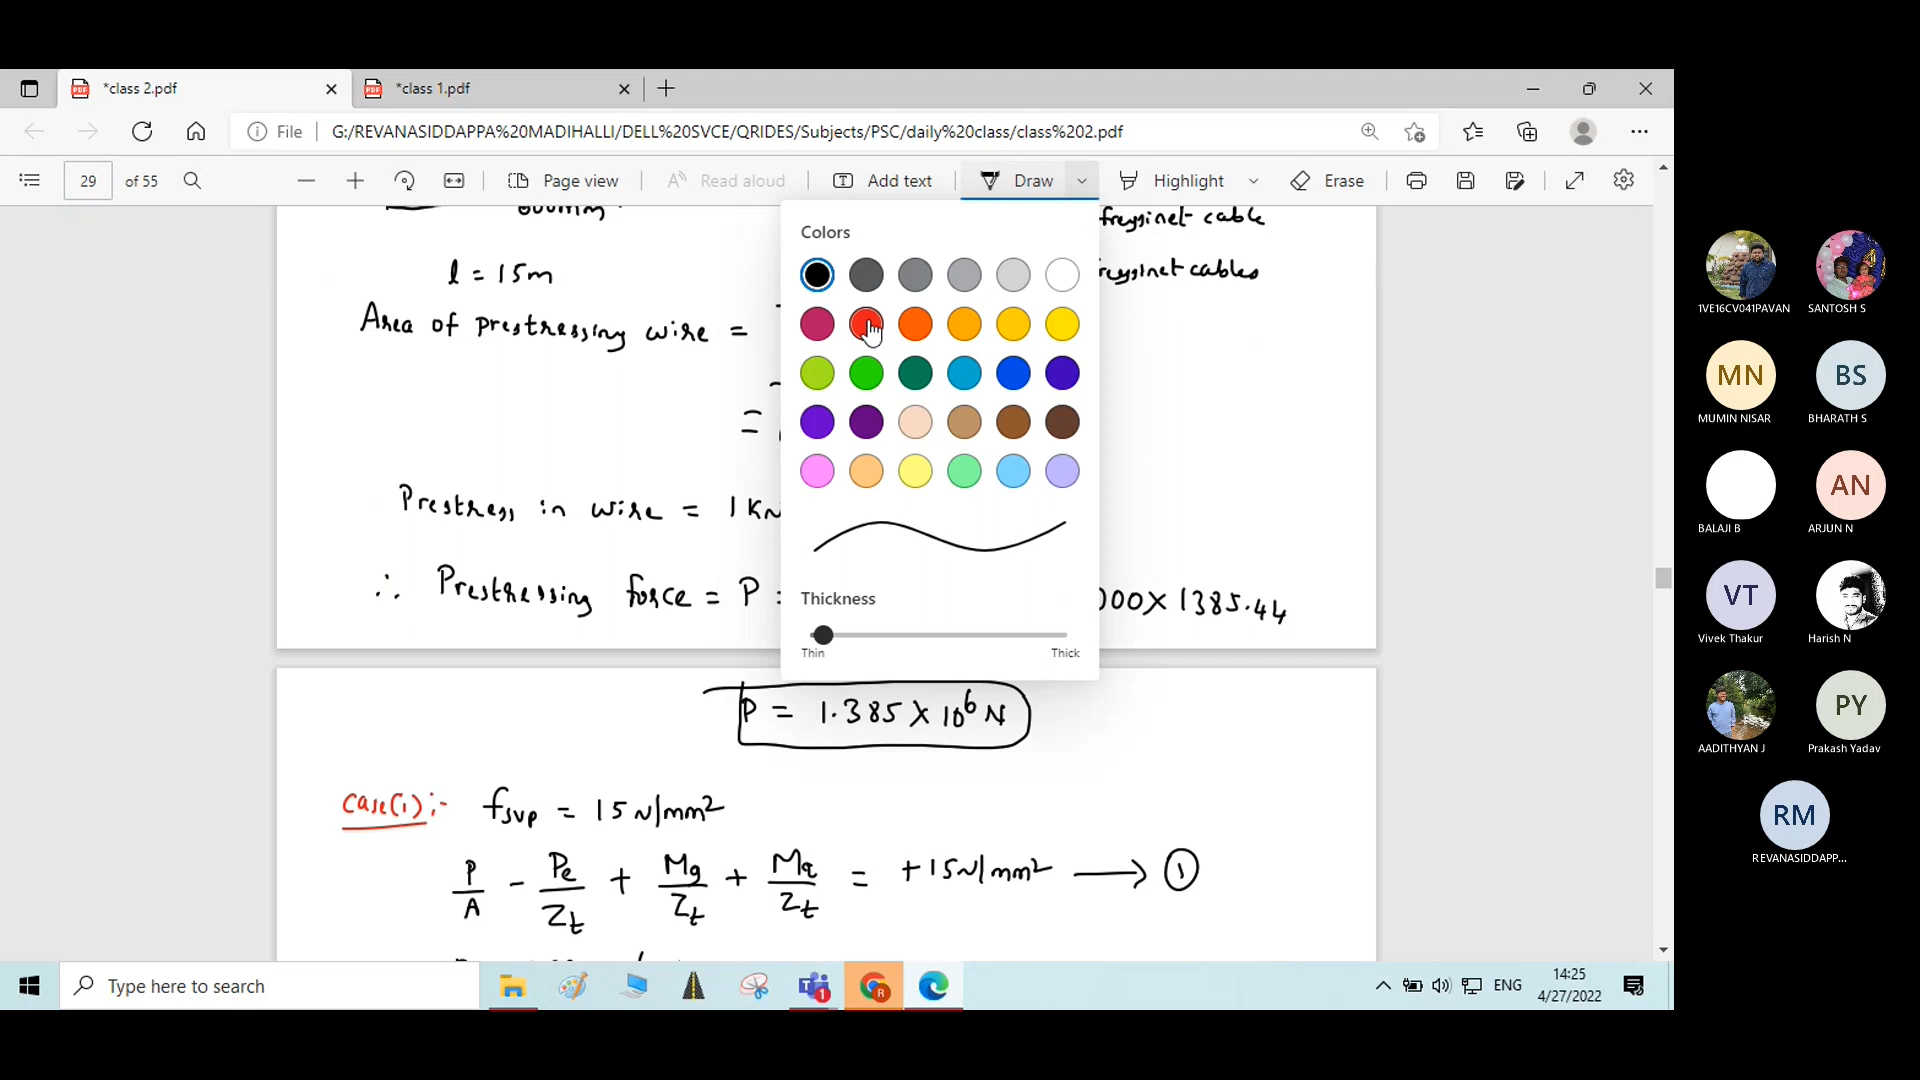 *class 2.pdf
*class 1.pdf
File
G:/REVANASIDDAPPA%20MADIHALLI/DELL%20SVCE/QRIDES/Subjects/PSC/daily%20class/class%202.pdf
29 of 55
Page view
Read aloud
Add text
Draw
Highlight
Erase
Colors
freyssinet cable
l = 15m
freyssinet cables
Area of prestressing wire =
=
Prestress in wire = 1 KN
∴ Prestressing force = P =
000 X 1385.44
Thickness
Thin
Thick
P = 1.385 X 10⁶ N
Case(1):- fsup = 15 N/mm²
P/A - Pe/Zt + Mg/Zt + Mq/Zt = +15N/mm² → 1
Type here to search
1
R
ENG
14:25
4/27/2022
1VE16CV041PAVAN
SANTOSH S
MN
MUMIN NISAR
BS
BHARATH S
BALAJI B
AN
ARJUN N
VT
Vivek Thakur
Harish N
AADITHYAN J
PY
Prakash Yadav
RM
REVANASIDDAPP...